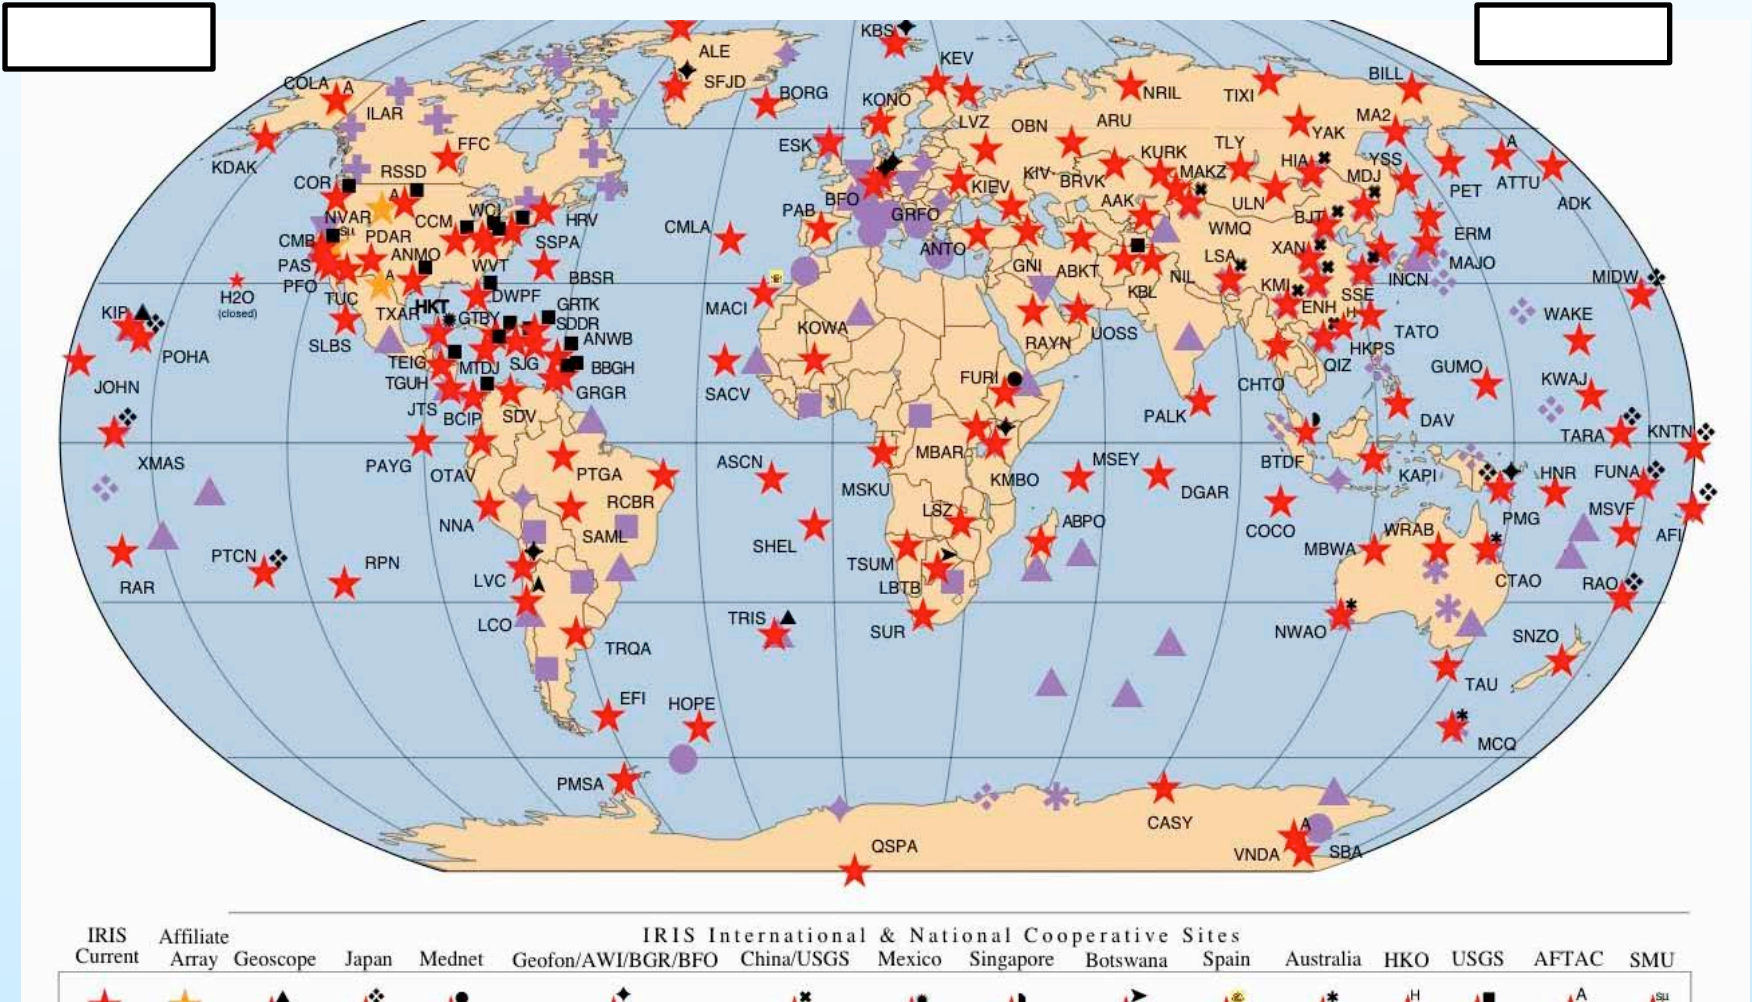 KBS
ALE
KEV
COLA
A
SFJD
BORG
KONO
NRIL
TIXI
BILL
ILAR
LVZ
OBN
ARU
MA2
KDAK
FFC
ESK
TLY
YAK
A
COR
RSSD
KURK
HIA
YSS
MAKZ
MDJ
PET
ATTU
A
NVAR
CCM
WCI
HRV
PAB
BFO
GRFO
KIEV
KIV
BRVK
AAK
ULN
BJT
ADK
CMB
su
PDAR
SSPA
CMLA
ANTO
WMQ
XAN
ERM
PAS
ANMO
WVT
BBSR
GNI
ABKT
NIL
LSA
INCN
MAJO
MIDW
PFO
A
H2O
(closed)
TUC
TXAR
HKT
DWPF
GRTK
MACI
KBL
KMI
SSE
ENH
H
KIP
GTBY
SDDR
ANWB
KOWA
RAYN
UOSS
TATO
WAKE
POHA
SLBS
TEIG
MTDJ
SJG
BBGH
HKPS
QIZ
GUMO
JOHN
TGUH
GRGR
SACV
FURI
CHTO
KWAJ
JTS
BCIP
SDV
PALK
DAV
XMAS
PAYG
OTAV
PTGA
ASCN
MBAR
MSEY
BTDF
KAPI
TARA
KNTN
MSKU
KMBO
DGAR
HNR
FUNA
NNA
RCBR
LSZ
ABPO
COCO
PMG
MSVF
AFI
PTCN
RPN
SAML
SHEL
TSUM
MBWA
WRAB
CTAO
RAR
LVC
LBTB
RAO
LCO
TRIS
SUR
NWAO
SNZO
TRQA
TAU
EFI
HOPE
MCQ
PMSA
CASY
A
QSPA
VNDA
SBA
IRIS International & National Cooperative Sites
IRIS Current
Affiliate Array
Geoscope
Japan
Mednet
Geofon/AWI/BGR/BFO
China/USGS
Mexico
Singapore
Botswana
Spain
Australia
HKO
USGS
AFTAC
SMU
H
A
su